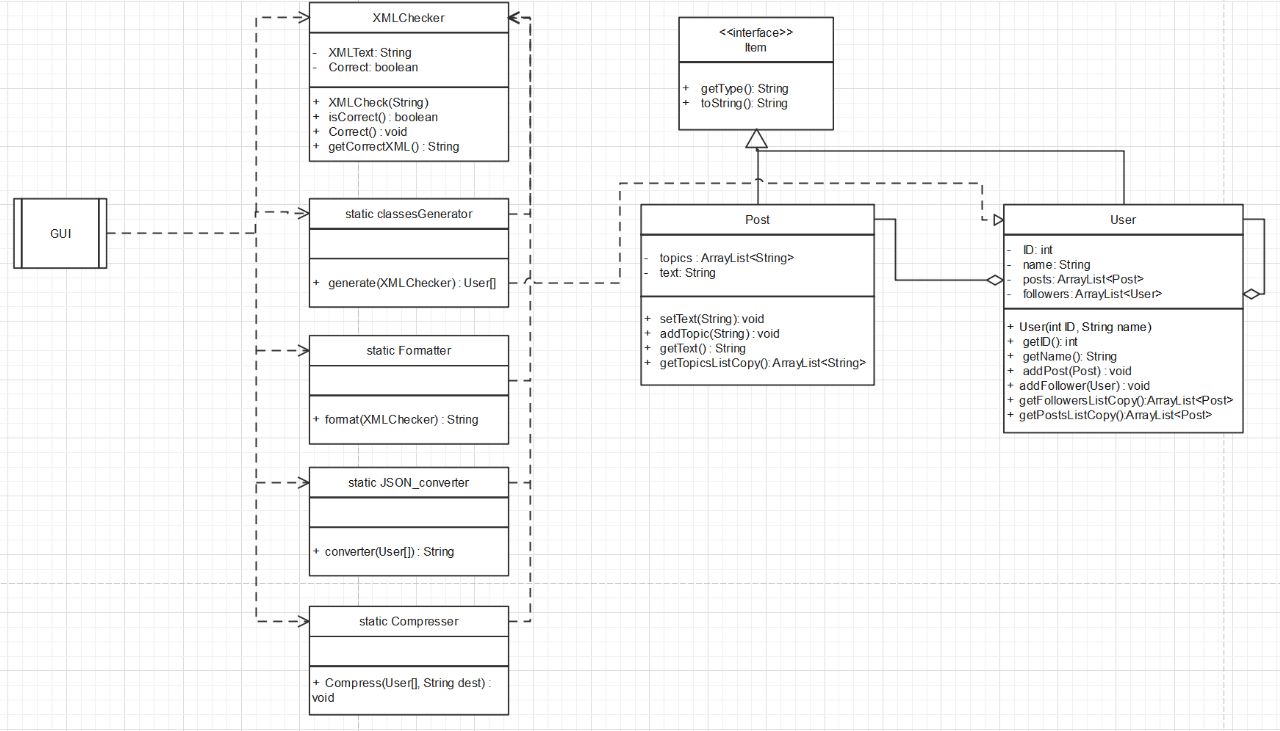 GUI
XMLChecker
- XMLText: String
- Correct: boolean
+ XMLCheck(String)
+ isCorrect() : boolean
+ Correct() : void
+ getCorrectXML() : String
static classesGenerator
+ generate(XMLChecker) : User[]
static Formatter
+ format(XMLChecker) : String
static JSON_converter
+ converter(User[]) : String
static Compresser
+ Compress(User[], String dest) :
void
<<interface>>
Item
+ getType(): String
+ toString(): String
Post
- topics : ArrayList<String>
- text: String
+ setText(String): void
+ addTopic(String) : void
+ getText() : String
+ getTopicsListCopy(): ArrayList<String>
User
- ID: int
- name: String
- posts: ArrayList<Post>
- followers: ArrayList<User>
+ User(int ID, String name)
+ getID(): int
+ getName(): String
+ addPost(Post) : void
+ addFollower(User) : void
+ getFollowersListCopy():ArrayList<Post>
+ getPostsListCopy():ArrayList<Post>